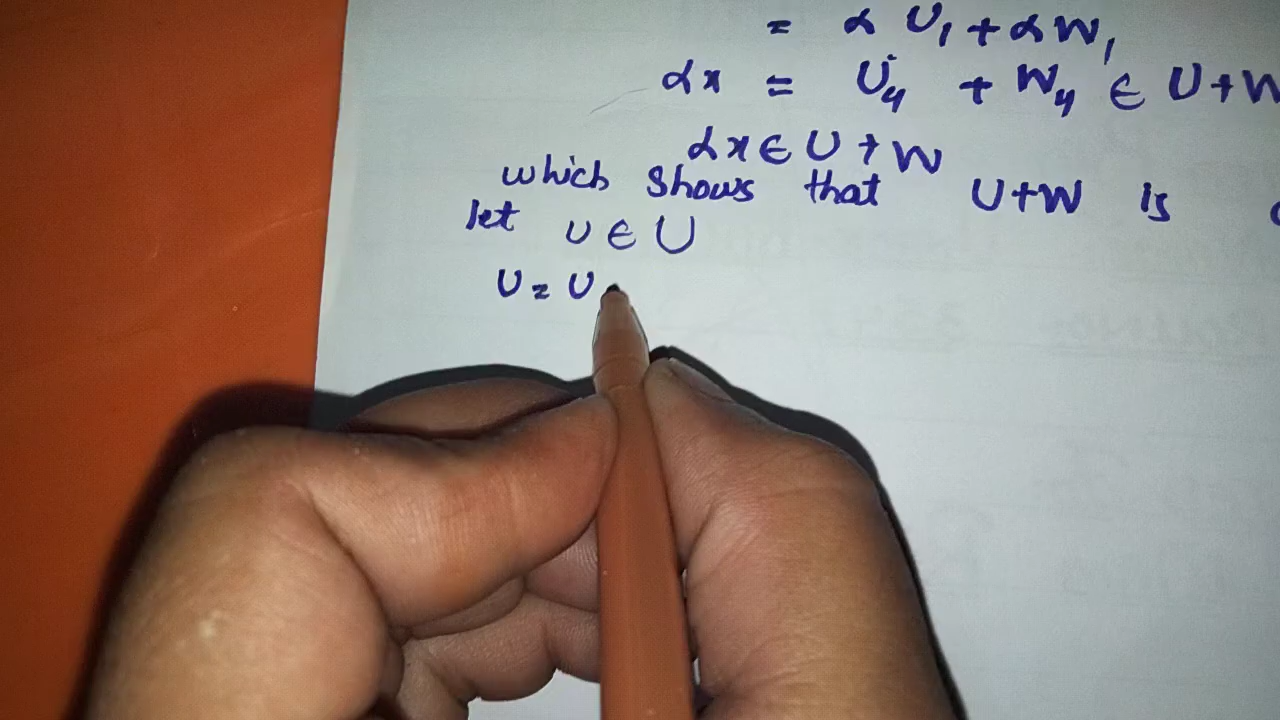 = α U₁ + α W₁
αx = U₄ + W₄ ∈ U+W
αx ∈ U + W
which shows that U+W is
let u ∈ U
U = U